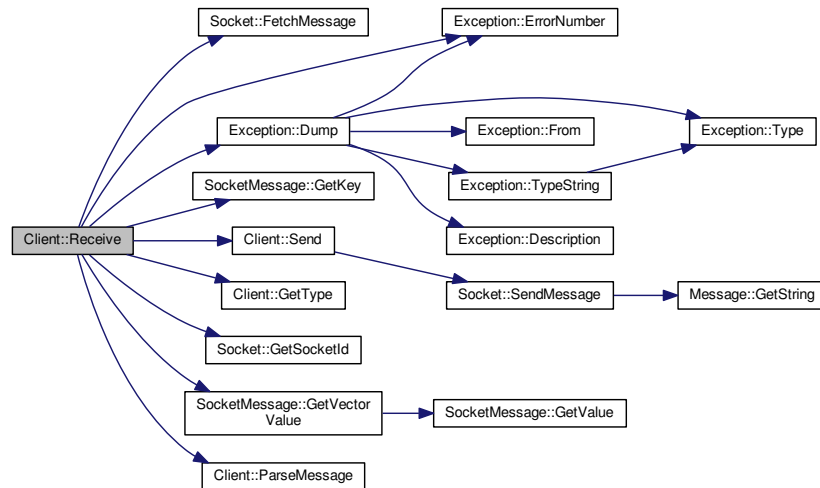 Socket::FetchMessage
Exception::ErrorNumber
Exception::Dump
Exception::From
Exception::Type
SocketMessage::GetKey
Exception::TypeString
Client::Receive
Client::Send
Exception::Description
Client::GetType
Socket::SendMessage
Message::GetString
Socket::GetSocketId
SocketMessage::GetVector
Value
SocketMessage::GetValue
Client::ParseMessage